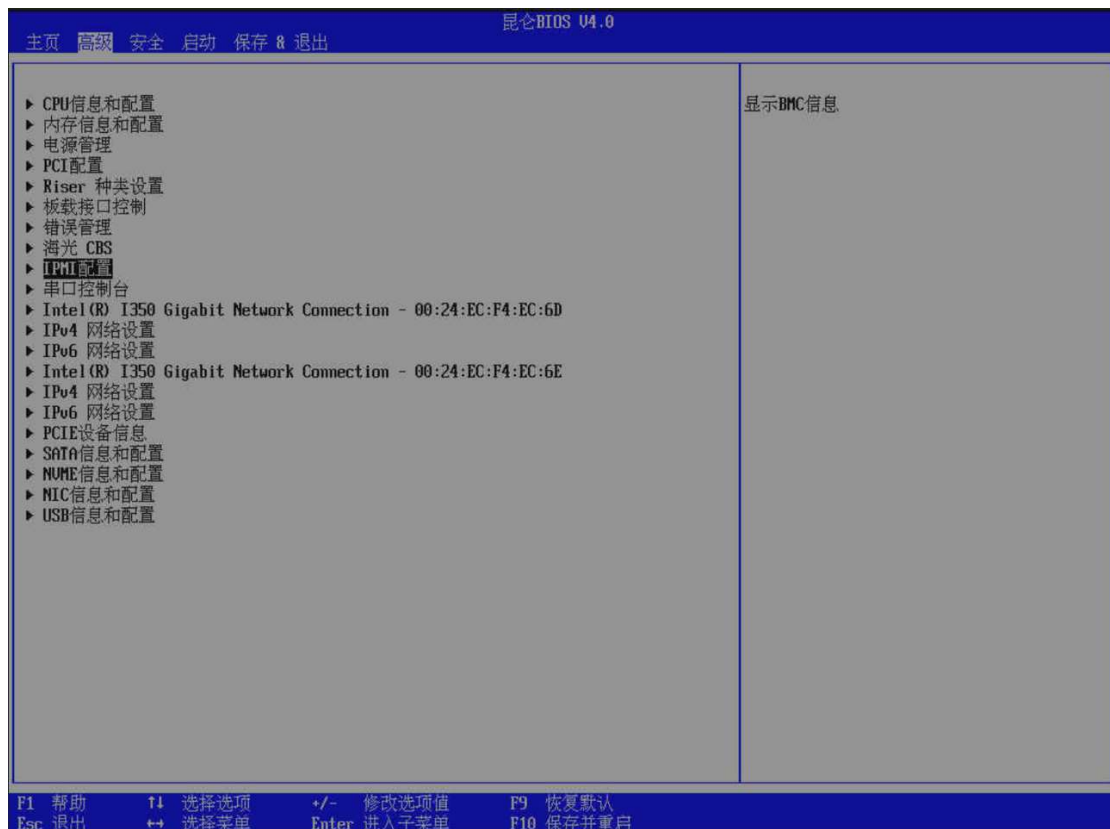 昆仑BIOS V4.0
主页 高级 安全 启动 保存 & 退出
▶ CPU信息和配置
显示BMC信息
▶ 内存信息和配置
▶ 电源管理
▶ PCI配置
▶ Riser 种类设置
▶ 板载接口控制
▶ 错误管理
▶ 海光 CBS
▶ IPMI配置
▶ 串口控制台
▶ Intel(R) I350 Gigabit Network Connection - 00:24:EC:F4:EC:6D
▶ IPv4 网络设置
▶ IPv6 网络设置
▶ Intel(R) I350 Gigabit Network Connection - 00:24:EC:F4:EC:6E
▶ IPv4 网络设置
▶ IPv6 网络设置
▶ PCIE设备信息
▶ SATA信息和配置
▶ NVME信息和配置
▶ NIC信息和配置
▶ USB信息和配置
F1 帮助 ↑↓ 选择选项 +/- 修改选项值 F9 恢复默认
Esc 退出 ←→ 选择菜单 Enter 进入子菜单 F10 保存并重启